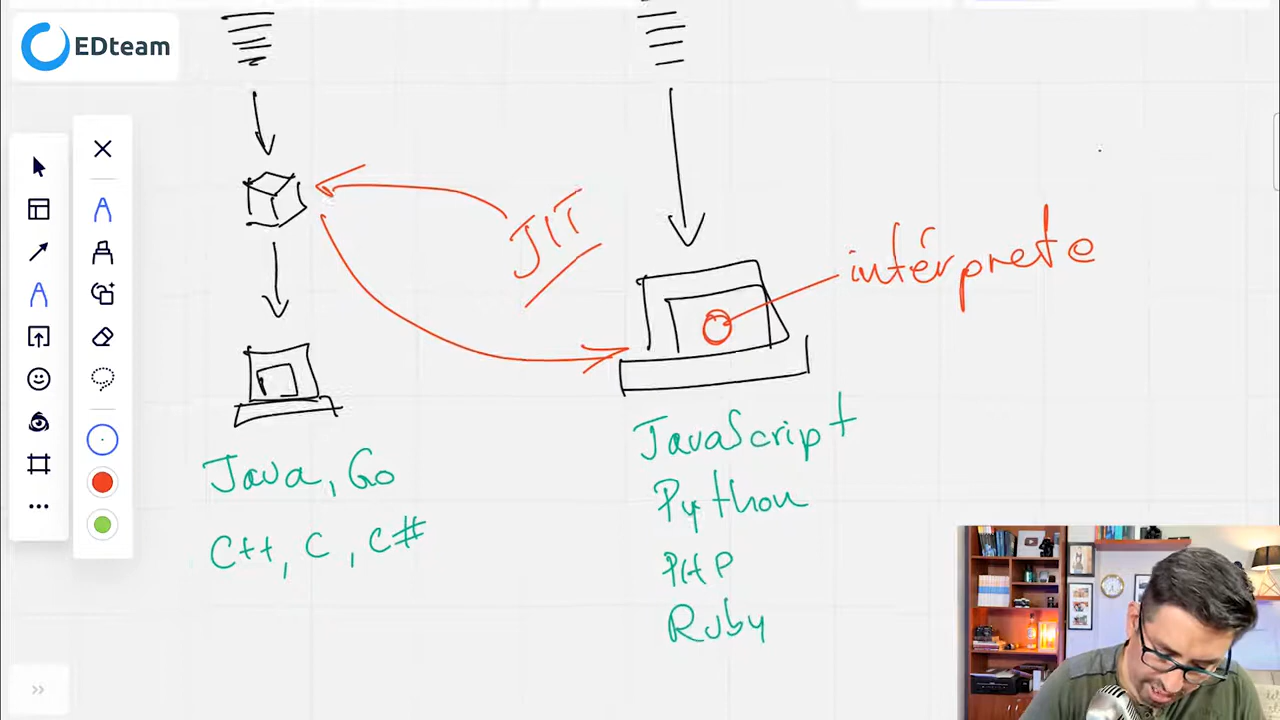 EDteam
JIT
intérprete
Java, Go
C++, C, C#
JavaScript
Python
PHP
Ruby